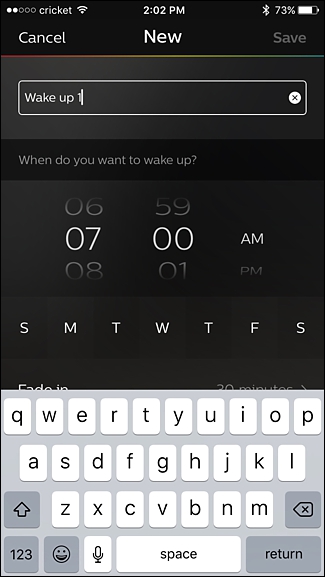 cricket 2:02 PM 73%
Cancel New Save
Wake up 1
When do you want to wake up?
06 59
07 00 AM
08 01 PM
S M T W T F S
Fade in 30 minutes
q w e r t y u i o p
a s d f g h j k l
z x c v b n m
123 space return